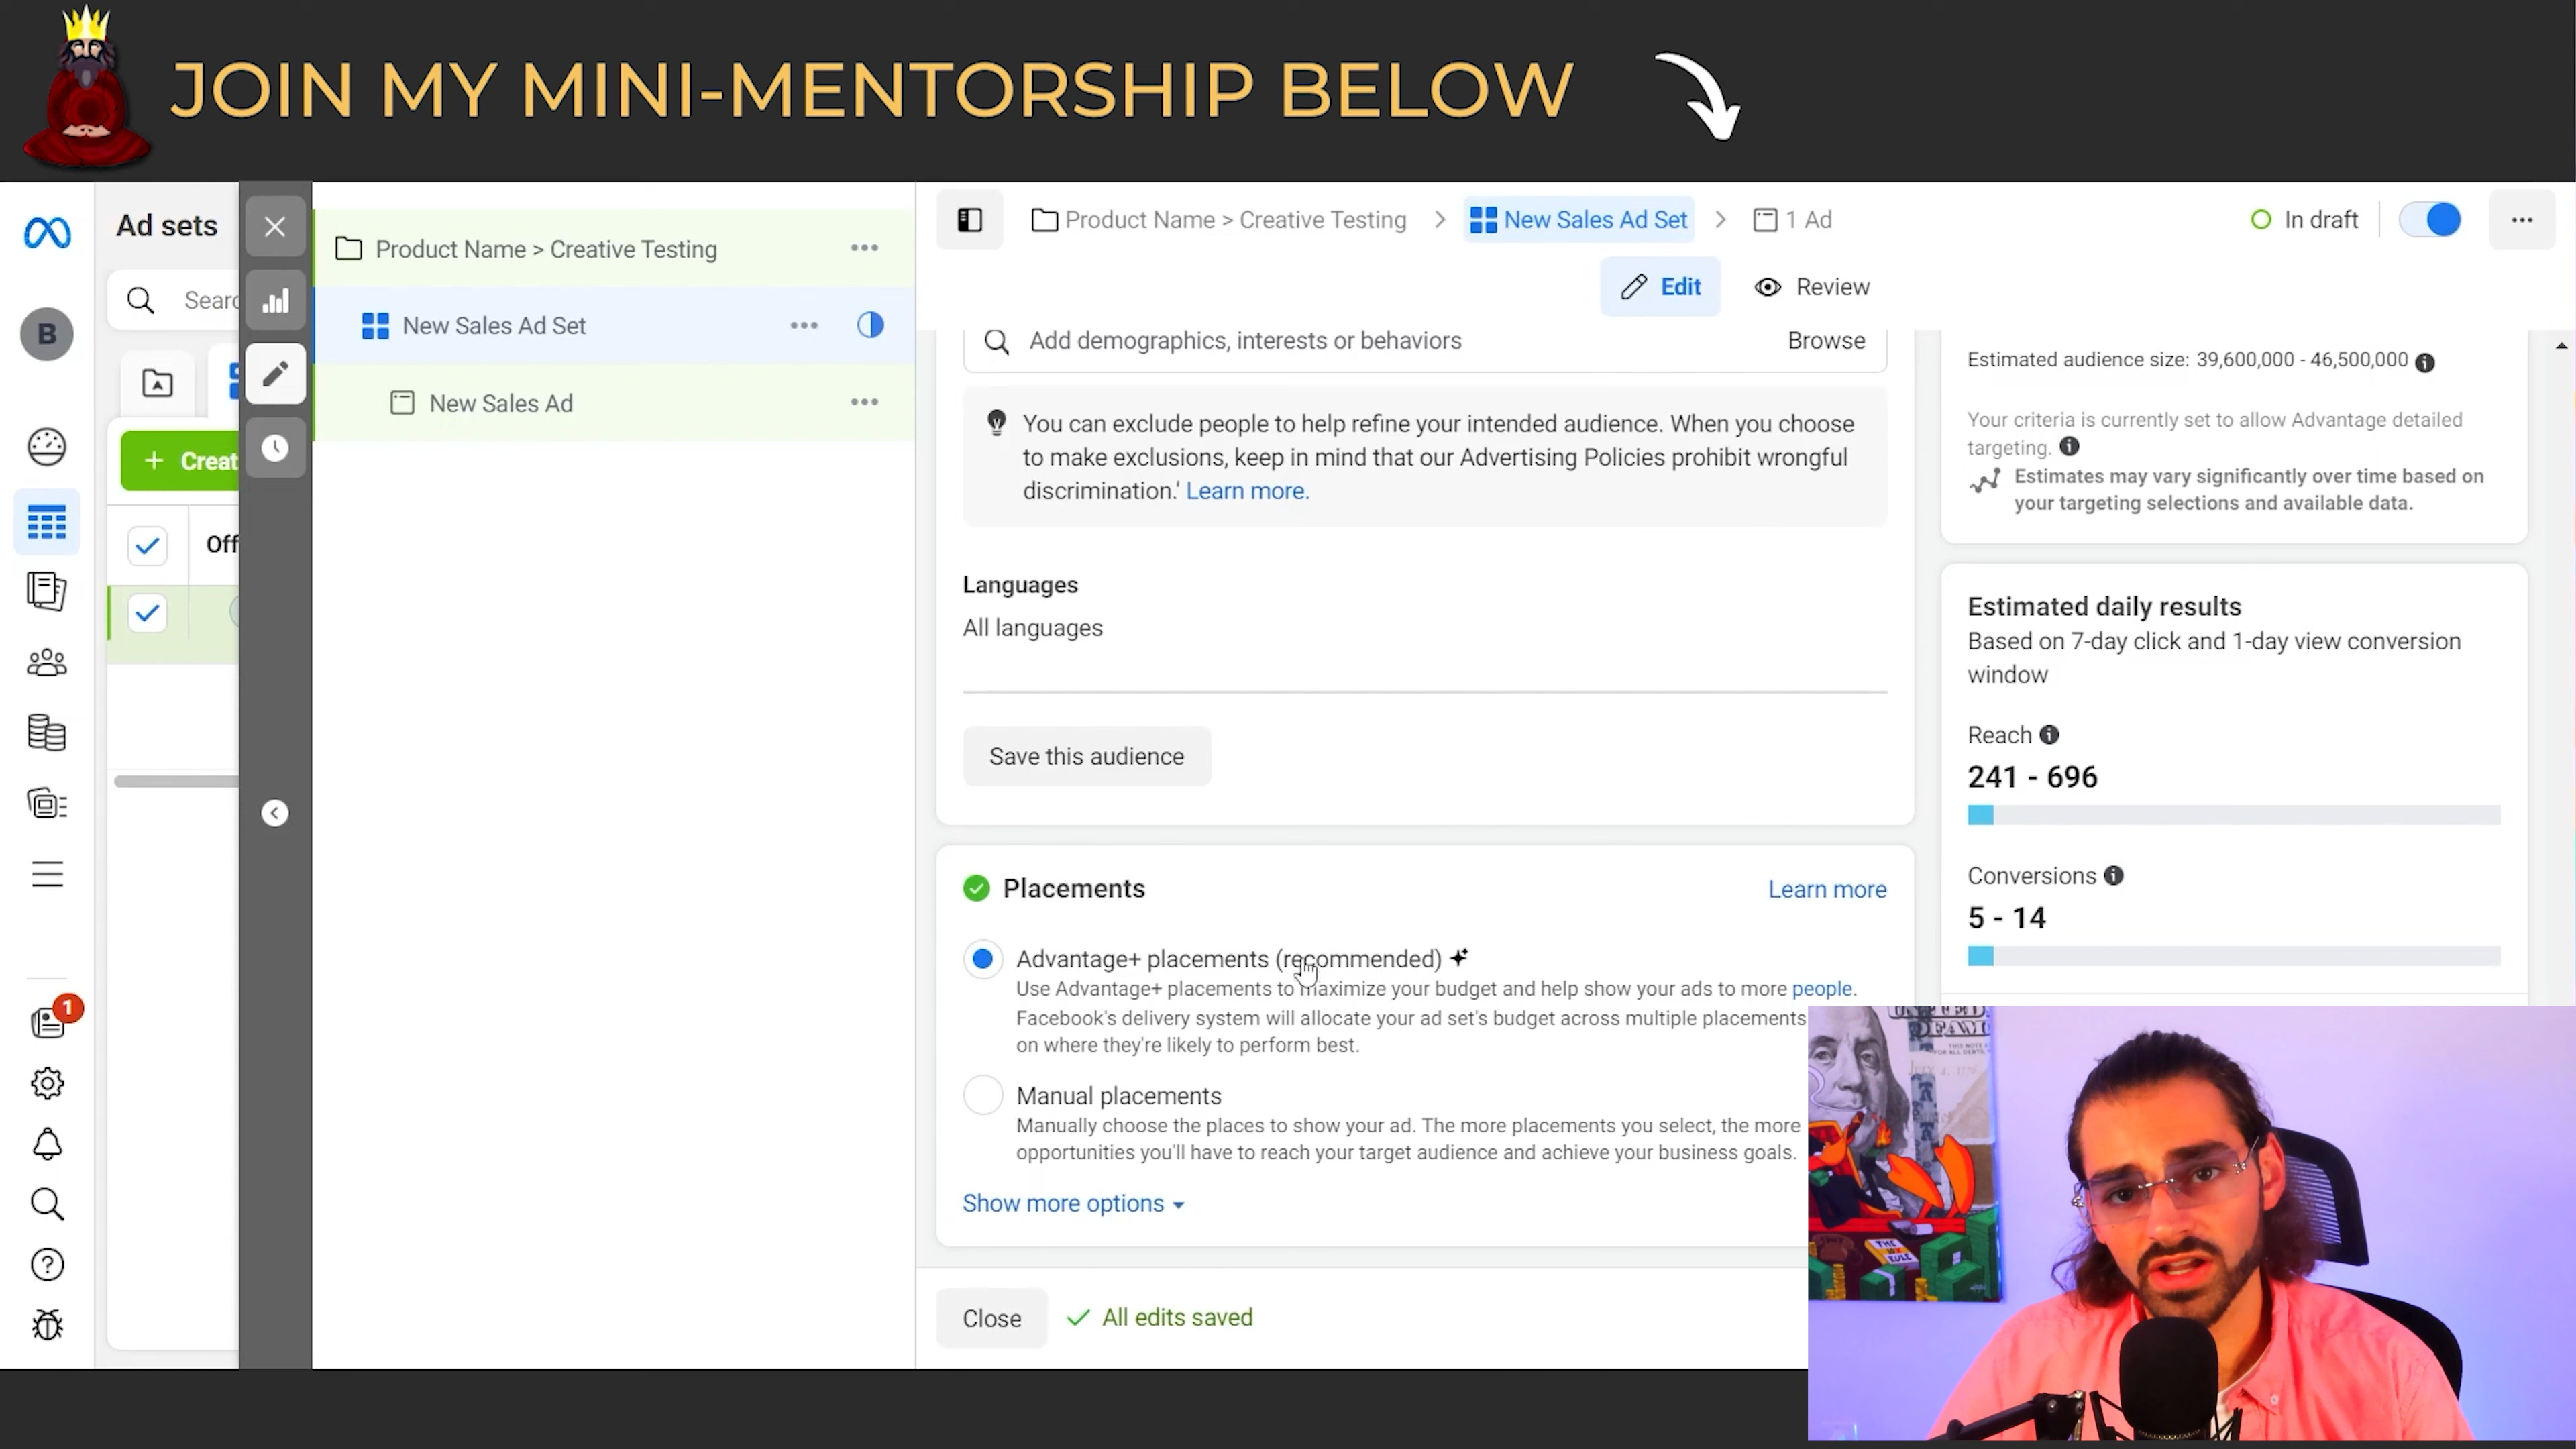 JOIN MY MINI-MENTORSHIP BELOW
Ad sets
Product Name > Creative Testing
New Sales Ad Set
1 Ad
In draft
Edit
Review
B
Product Name > Creative Testing
New Sales Ad Set
New Sales Ad
+ Creat
Off
Add demographics, interests or behaviors
Browse
You can exclude people to help refine your intended audience. When you choose
to make exclusions, keep in mind that our Advertising Policies prohibit wrongful
discrimination.' Learn more.
Languages
All languages
Save this audience
Placements
Learn more
Advantage+ placements (recommended)
Use Advantage+ placements to maximize your budget and help show your ads to more people.
Facebook's delivery system will allocate your ad set's budget across multiple placements
on where they're likely to perform best.
Manual placements
Manually choose the places to show your ad. The more placements you select, the more
opportunities you'll have to reach your target audience and achieve your business goals.
Show more options
Close
All edits saved
Estimated audience size: 39,600,000 - 46,500,000
Your criteria is currently set to allow Advantage detailed
targeting.
Estimates may vary significantly over time based on
your targeting selections and available data.
Estimated daily results
Based on 7-day click and 1-day view conversion
window
Reach
241 - 696
Conversions
5 - 14
1